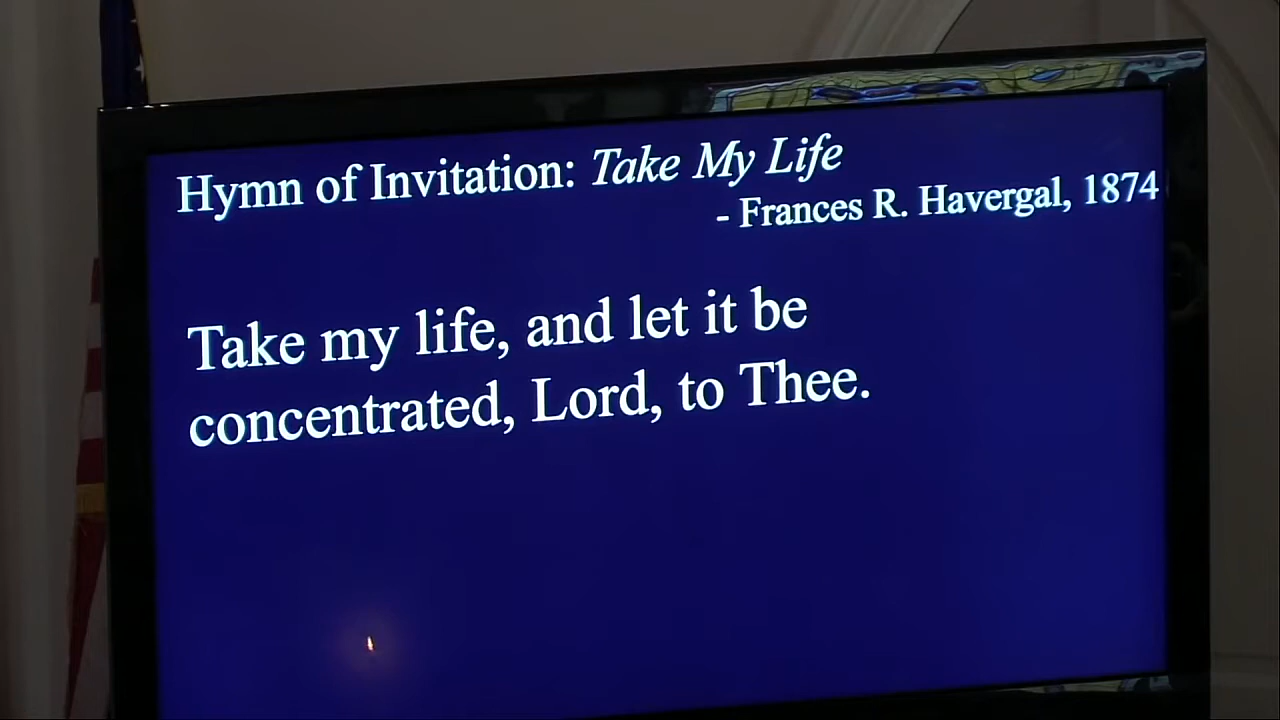 Hymn of Invitation: Take My Life
- Frances R. Havergal, 1874
Take my life, and let it be
concentrated, Lord, to Thee.